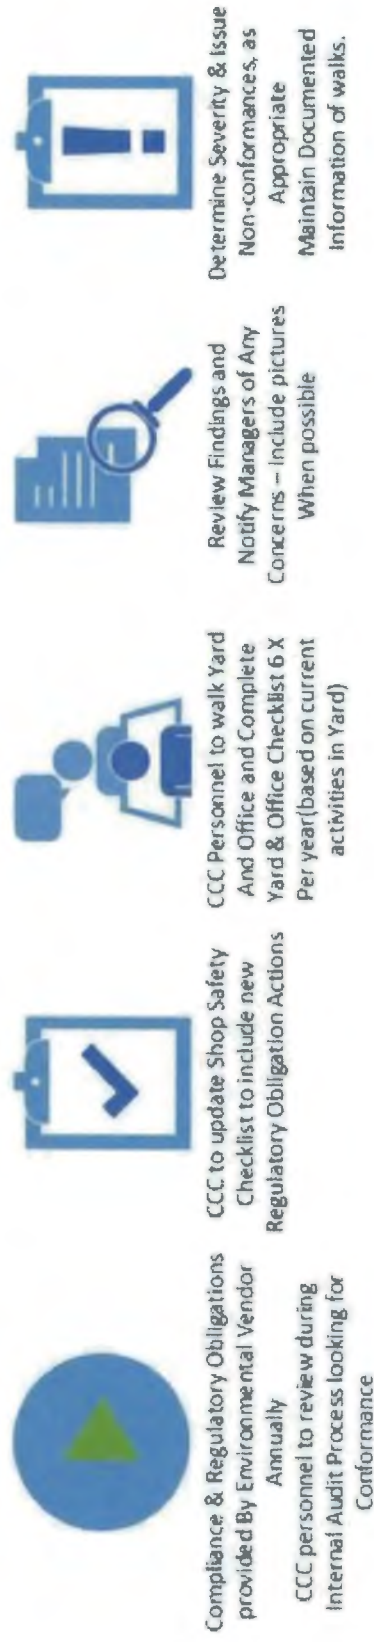 Compliance & Regulatory Obligations
provided By Environmental Vendor
Annually
CCC personnel to review during
Internal Audit Process looking for
Conformance
CCC to update Shop Safety
Checklist to include new
Regulatory Obligation Actions
CCC Personnel to walk Yard
And Office and Complete
Yard & Office Checklist 6 X
Per year(based on current
activities in Yard)
Review Findings and
Notify Managers of Any
Concerns – Include pictures
When possible
Determine Severity & Issue
Non-conformances, as
Appropriate
Maintain Documented
Information of walks.